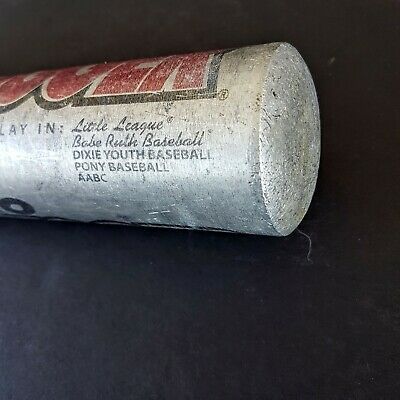 ®
LAY IN: Little League®
Babe Ruth Baseball
DIXIE YOUTH BASEBALL
PONY BASEBALL
AABC